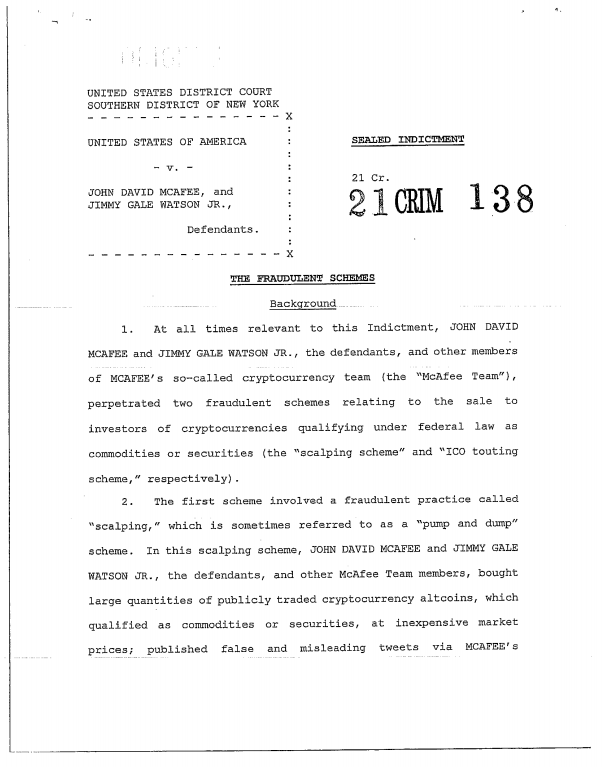 UNITED STATES DISTRICT COURT
SOUTHERN DISTRICT OF NEW YORK
- - - - - - - - - - - - - - - X
:
UNITED STATES OF AMERICA :
:
- v. - :
:
JOHN DAVID MCAFEE, and :
JIMMY GALE WATSON JR., :
:
Defendants. :
:
- - - - - - - - - - - - - - - X
SEALED INDICTMENT
21 Cr.
21 CRIM 138
THE FRAUDULENT SCHEMES
Background
1. At all times relevant to this Indictment, JOHN DAVID
MCAFEE and JIMMY GALE WATSON JR., the defendants, and other members
of MCAFEE's so-called cryptocurrency team (the "McAfee Team"),
perpetrated two fraudulent schemes relating to the sale to
investors of cryptocurrencies qualifying under federal law as
commodities or securities (the "scalping scheme" and "ICO touting
scheme," respectively).
2. The first scheme involved a fraudulent practice called
"scalping," which is sometimes referred to as a "pump and dump"
scheme. In this scalping scheme, JOHN DAVID MCAFEE and JIMMY GALE
WATSON JR., the defendants, and other McAfee Team members, bought
large quantities of publicly traded cryptocurrency altcoins, which
qualified as commodities or securities, at inexpensive market
prices; published false and misleading tweets via MCAFEE's